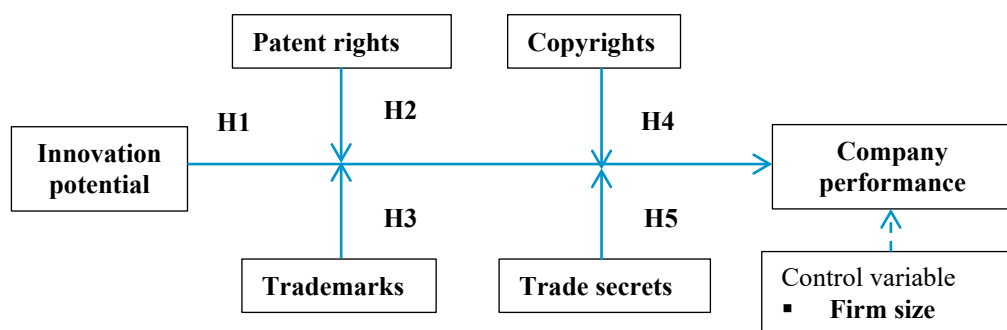 Patent rights
Copyrights
H1
H2
H4
Innovation
potential
Company
performance
H3
H5
Trademarks
Trade secrets
Control variable
▪ Firm size